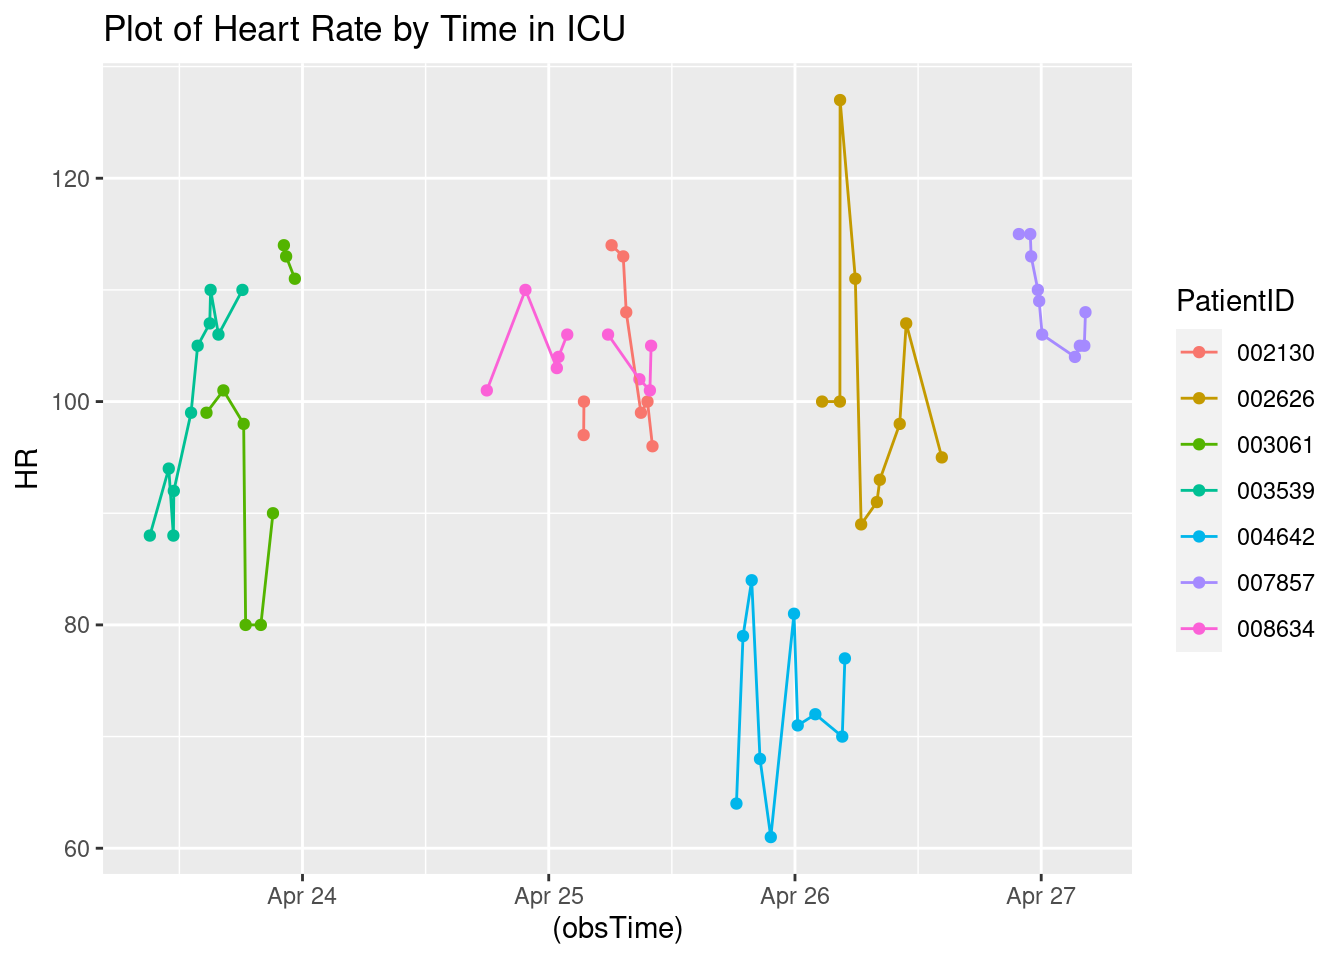 Plot of Heart Rate by Time in ICU
HR
120
100
80
60
Apr 24
Apr 25
Apr 26
Apr 27
(obsTime)
PatientID
002130
002626
003061
003539
004642
007857
008634